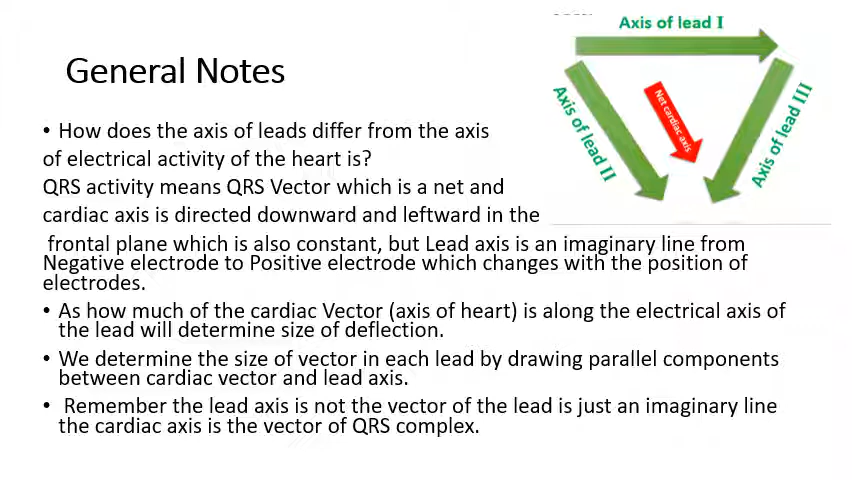 Axis of lead I
General Notes
Axis of lead II
Net cardiac axis
Axis of lead III
• How does the axis of leads differ from the axis
of electrical activity of the heart is?
QRS activity means QRS Vector which is a net and
cardiac axis is directed downward and leftward in the
frontal plane which is also constant, but Lead axis is an imaginary line from
Negative electrode to Positive electrode which changes with the position of
electrodes.
• As how much of the cardiac Vector (axis of heart) is along the electrical axis of
the lead will determine size of deflection.
• We determine the size of vector in each lead by drawing parallel components
between cardiac vector and lead axis.
• Remember the lead axis is not the vector of the lead is just an imaginary line
the cardiac axis is the vector of QRS complex.